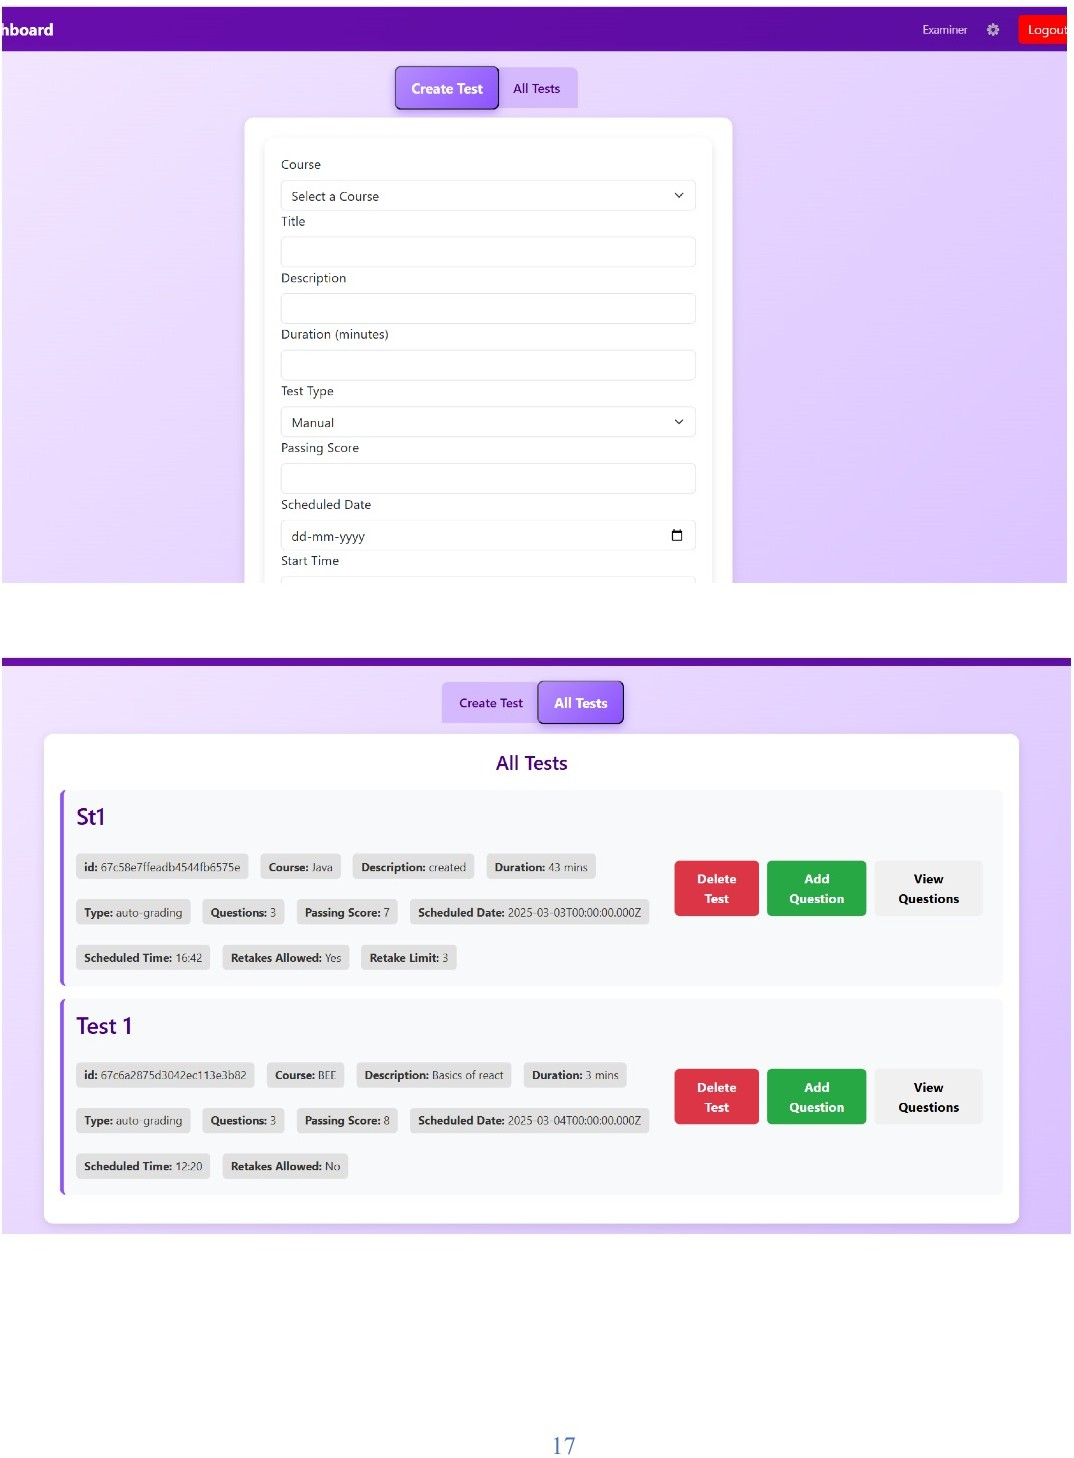 hboard Examiner Logout
Create Test All Tests
Course
Select a Course
Title
Description
Duration (minutes)
Test Type
Manual
Passing Score
Scheduled Date
dd-mm-yyyy
Start Time
Create Test All Tests
All Tests
St1
id: 67c58e7ffeadb4544fb6575e Course: Java Description: created Duration: 43 mins
Type: auto-grading Questions: 3 Passing Score: 7 Scheduled Date: 2025-03-03T00:00:00.000Z
Scheduled Time: 16:42 Retakes Allowed: Yes Retake Limit: 3
Delete Test Add Question View Questions
Test 1
id: 67c6a2875d3042ec113e3b82 Course: BEE Description: Basics of react Duration: 3 mins
Type: auto-grading Questions: 3 Passing Score: 8 Scheduled Date: 2025-03-04T00:00:00.000Z
Scheduled Time: 12:20 Retakes Allowed: No
Delete Test Add Question View Questions
17